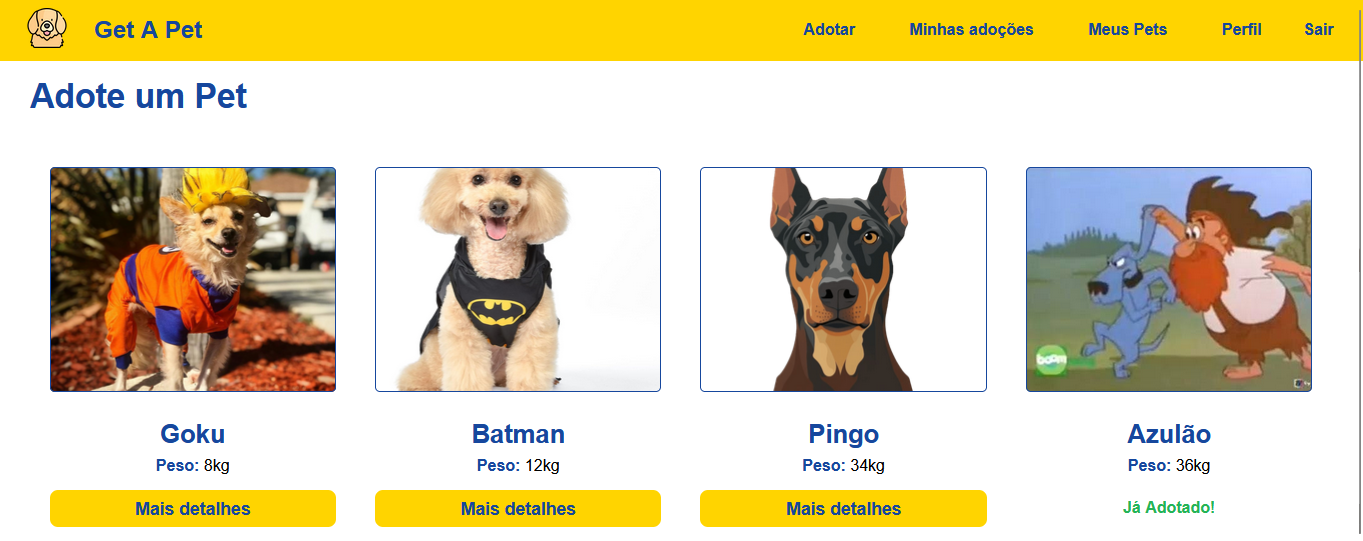 Get A Pet
Adotar Minhas adoções Meus Pets Perfil Sair
Adote um Pet
boom
Goku
Peso: 8kg
Mais detalhes
Batman
Peso: 12kg
Mais detalhes
Pingo
Peso: 34kg
Mais detalhes
Azulão
Peso: 36kg
Já Adotado!